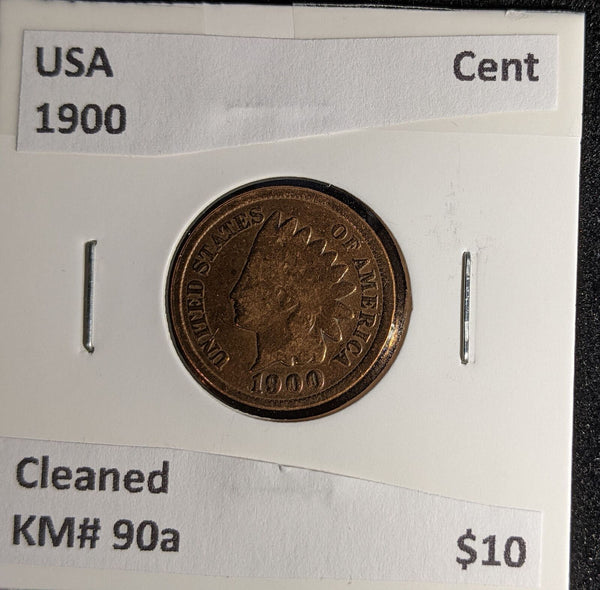 USA Cent
1900
UNITED STATES OF AMERICA
1900
Cleaned
KM# 90a $10